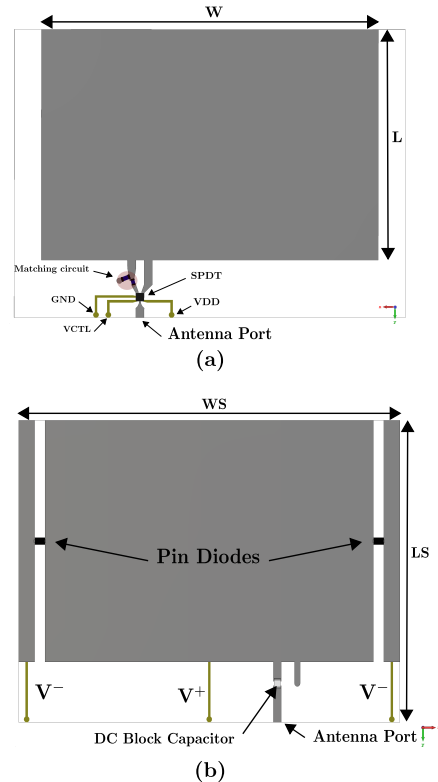 W
L
Matching circuit
SPDT
GND
VDD
VCTL
Antenna Port
(a)
WS
LS
Pin Diodes
V⁻
V⁺
V⁻
DC Block Capacitor
Antenna Port
(b)